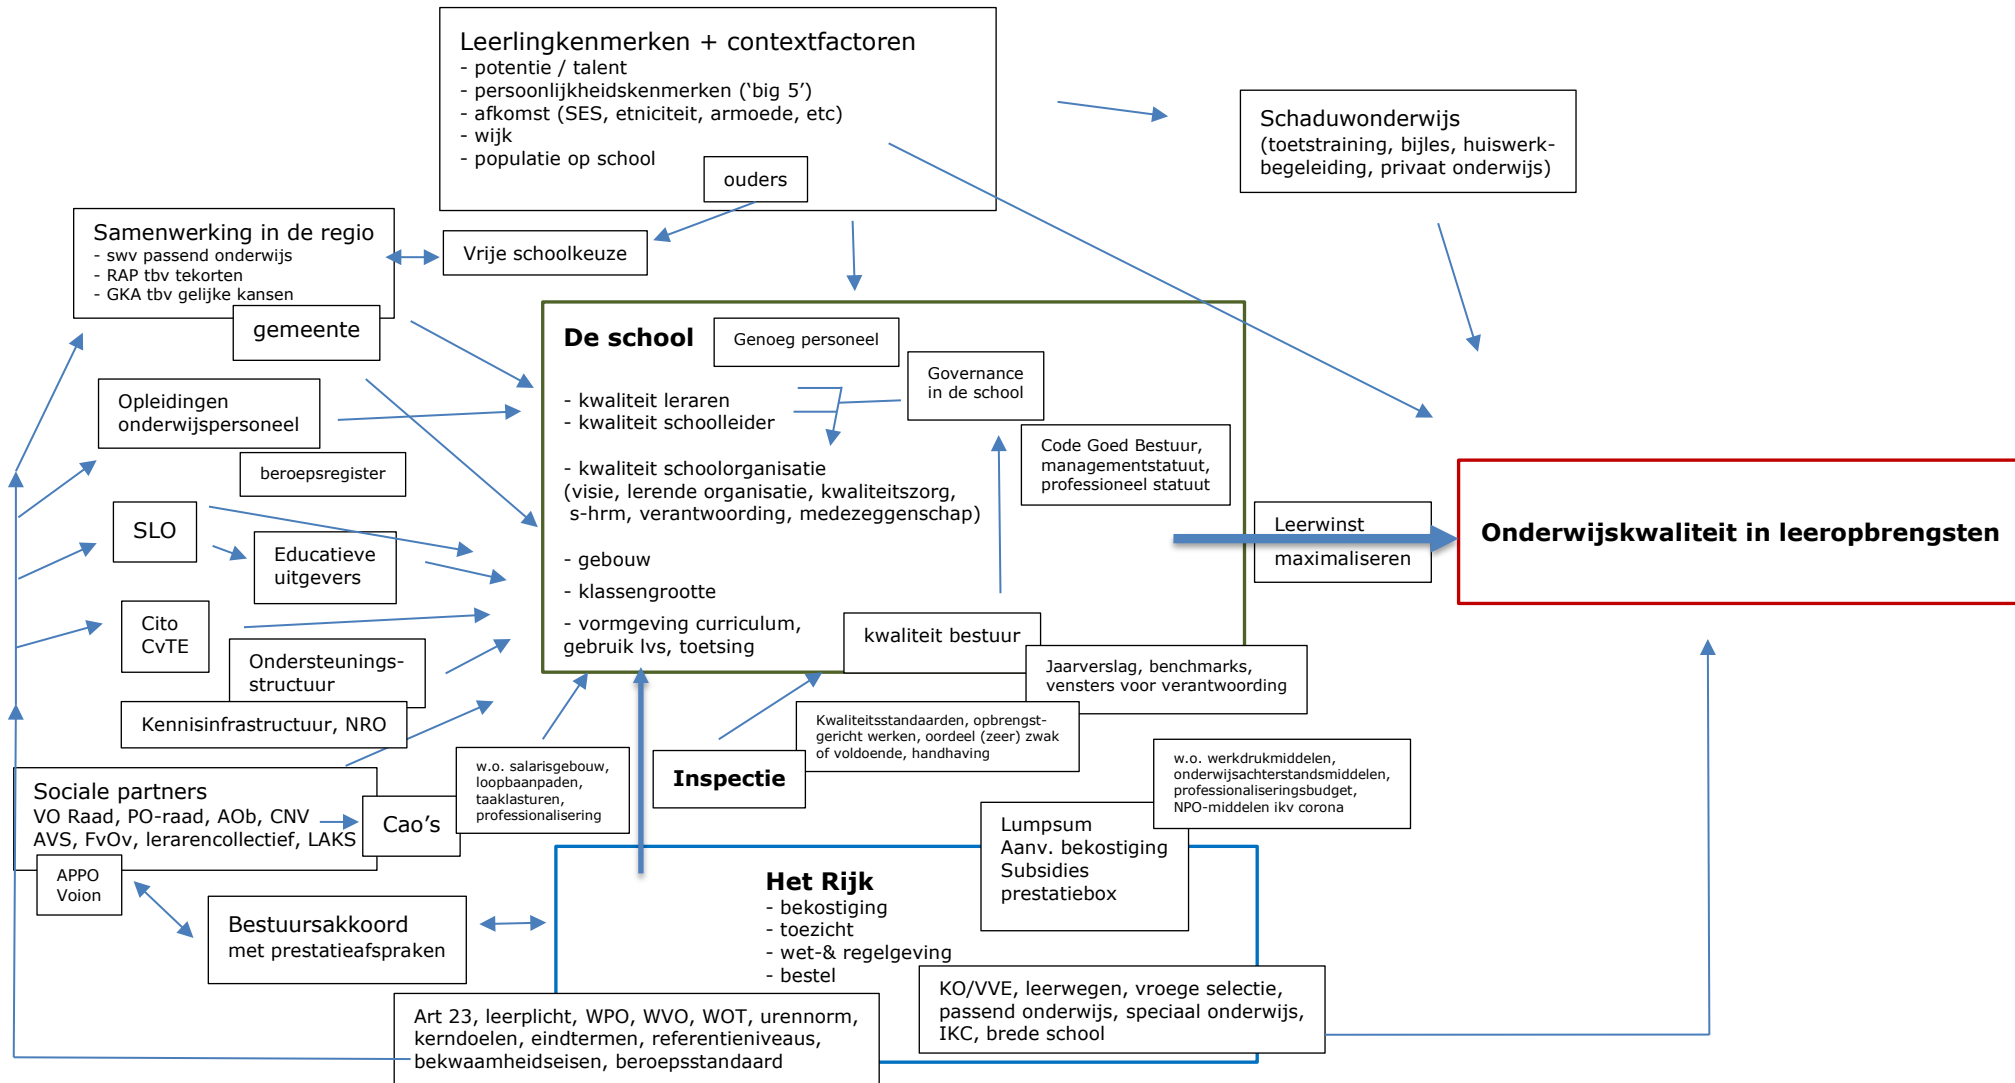 Leerlingkenmerken + contextfactoren
- potentie / talent
- persoonlijkheidskenmerken (‘big 5’)
- afkomst (SES, etniciteit, armoede, etc)
- wijk
- populatie op school
ouders
Schaduwonderwijs
(toetstraining, bijles, huiswerk-
begeleiding, privaat onderwijs)
Samenwerking in de regio
- swv passend onderwijs
- RAP tbv tekorten
- GKA tbv gelijke kansen
gemeente
Vrije schoolkeuze
De school
Genoeg personeel
Governance
in de school
- kwaliteit leraren
- kwaliteit schoolleider
- kwaliteit schoolorganisatie
(visie, lerende organisatie, kwaliteitszorg,
s-hrm, verantwoording, medezeggenschap)
- gebouw
- klassengrootte
- vormgeving curriculum,
gebruik lvs, toetsing
Code Goed Bestuur,
managementstatuut,
professioneel statuut
kwaliteit bestuur
Jaarverslag, benchmarks,
vensters voor verantwoording
Leerwinst
maximaliseren
Onderwijskwaliteit in leeropbrengsten
Opleidingen
onderwijspersoneel
beroepsregister
SLO
Educatieve
uitgevers
Cito
CvTE
Ondersteunings-
structuur
Kennisinfrastructuur, NRO
Sociale partners
VO Raad, PO-raad, AOb, CNV
AVS, FvOv, lerarencollectief, LAKS
APPO
Voion
Cao’s
w.o. salarisgebouw,
loopbaanpaden,
taaklasturen,
professionalisering
Inspectie
Kwaliteitsstandaarden, opbrengst-
gericht werken, oordeel (zeer) zwak
of voldoende, handhaving
w.o. werkdrukmiddelen,
onderwijsachterstandsmiddelen,
professionaliseringsbudget,
NPO-middelen ikv corona
Lumpsum
Aanv. bekostiging
Subsidies
prestatiebox
Bestuursakkoord
met prestatieafspraken
Het Rijk
- bekostiging
- toezicht
- wet-& regelgeving
- bestel
KO/VVE, leerwegen, vroege selectie,
passend onderwijs, speciaal onderwijs,
IKC, brede school
Art 23, leerplicht, WPO, WVO, WOT, urennorm,
kerndoelen, eindtermen, referentieniveaus,
bekwaamheidseisen, beroepsstandaard